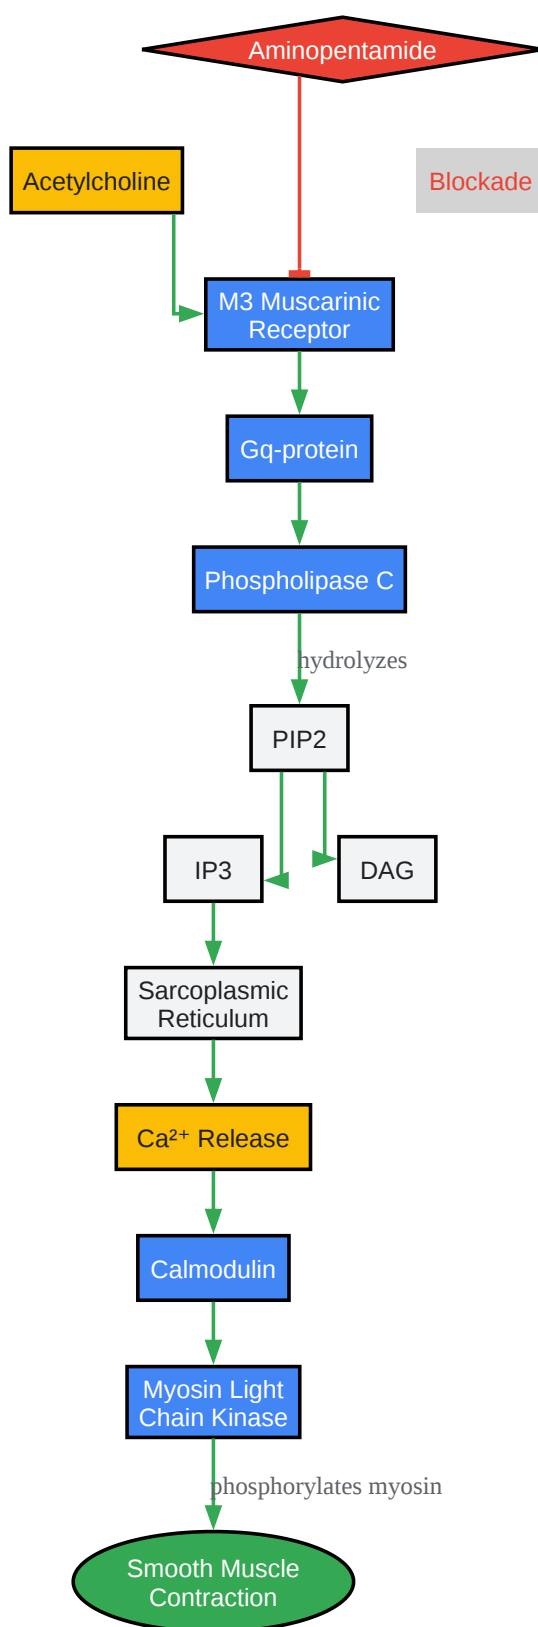 Aminopentamide
Acetylcholine
Blockade
M3 Muscarinic
Receptor
Gq-protein
Phospholipase C
hydrolyzes
PIP2
IP3
DAG
Sarcoplasmic
Reticulum
Ca²⁺ Release
Calmodulin
Myosin Light
Chain Kinase
phosphorylates myosin
Smooth Muscle
Contraction